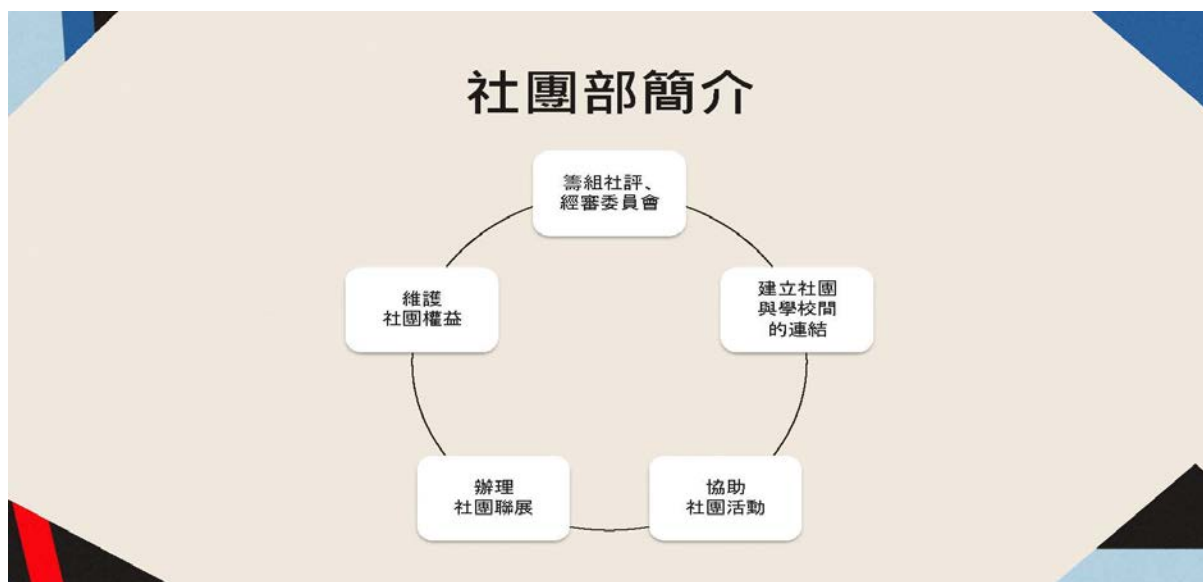 社團部簡介
籌組社評、
經審委員會
建立社團
與學校間
的連結
協助
社團活動
辦理
社團聯展
維護
社團權益